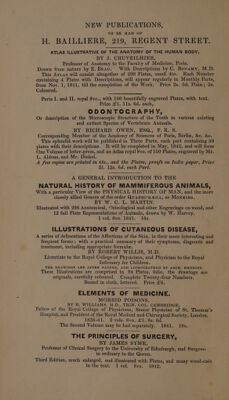 NEW PUBLICATIONS,
TO BE HAD OF
H. BAILLIERE, 219, REGENT STREET.
ATLAS ILLUSTRATIVE OF THE ANATOMY OF THE HUMAN BODY,
BY J. CRUVEILHIER,
Professor of Anatomy to the Faculty of Medicine, Paris.
Drawn from nature by E. BEAU. With Descriptions by C. BONAMY, M.D.
This ATLAS will consist altogether of 200 Plates, small 4to. Each Number
containing 4 Plates with Descriptions, will appear regularly in Monthly Parts,
from Nov. 1, 1841, till the completion of the Work. Price 2s. 6d. Plain; 5s.
Coloured.
Parts I. and II. royal 8vo., with 100 beautifully engraved Plates, with text.
Price £3. 11s. 6d. each,
ODONTOGRAPHY,
Or Description of the Microscopic Structure of the Teeth in various existing
and extinct Species of Vertebrate Animals.
BY RICHARD OWEN, ESQ., F. R. S.
Corresponding Member of the Academy of Sciences of Paris, Berlin, &c. &c.
This splendid work will be published in Three Parts, each part containing 50
plates with their descriptions. It will be completed in May, 1842, and will form
One Volume of letter-press, and an Atlas royal 8vo. of 150 Plates, engraved by Mr.
L. Aldous, and Mr. Dinkel.
A few copies are printed in 4to., and the Plates, proofs on India paper, Price
2l. 12s. 6d. each Part.
A GENERAL INTRODUCTION TO THE
NATURAL HISTORY OF MAMMIFEROUS ANIMALS,
With a particular View of the PHYSICAL HISTORY OF MAN, and the more
closely allied Genera of the order QUADRUMANA, or MONKEYS.
BY W. C. L. MARTIN.
Illustrated with 296 Anatomical, Osteological and other Engravings on wood, and
12 full Plate Representations of Animals, drawn by W. Harvey.
1 vol. 8vo. 1841. 16s.
ILLUSTRATIONS OF CUTANEOUS DISEASE,
A series of delineations of the Affections of the Skin, in their more interesting and
frequent forms; with a practical summary of their symptoms, diagnosis and
treatment, including appropriate formulæ.
BY ROBERT WILLIS, M.D.
Licentiate to the Royal College of Physicians, and Physician to the Royal
Infirmary for Children.
THE DRAWINGS ARE AFTER NATURE, AND LITHOGRAPHED BY ARCH. HENNING.
These Illustrations are comprised in 94 Plates, folio, the drawings are
originals, carefully coloured. Complete Twenty-four Numbers.
Bound in cloth, lettered. Price £6.
ELEMENTS OF MEDICINE.
MORBID POISONS.
BY R. WILLIAMS, M.D., TRIN. COL. CAMBRIDGE,
Fellow of the Royal College of Physicians, Senior Physician of St. Thomas's
Hospital, and President of the Royal Medical and Chirurgical Society, London.
1836-41. 2 vols. 8vo. £1. 8s. 6d.
The Second Volume may be had separately. 1841. 18s.
THE PRINCIPLES OF SURGERY,
BY JAMES SYME,
Professor of Clinical Surgery to the University of Edinburgh, and Surgeon-
in ordinary to the Queen.
Third Edition, much enlarged, and illustrated with Plates, and many wood-cuts
in the text. 1 vol. 8vo. 1842.